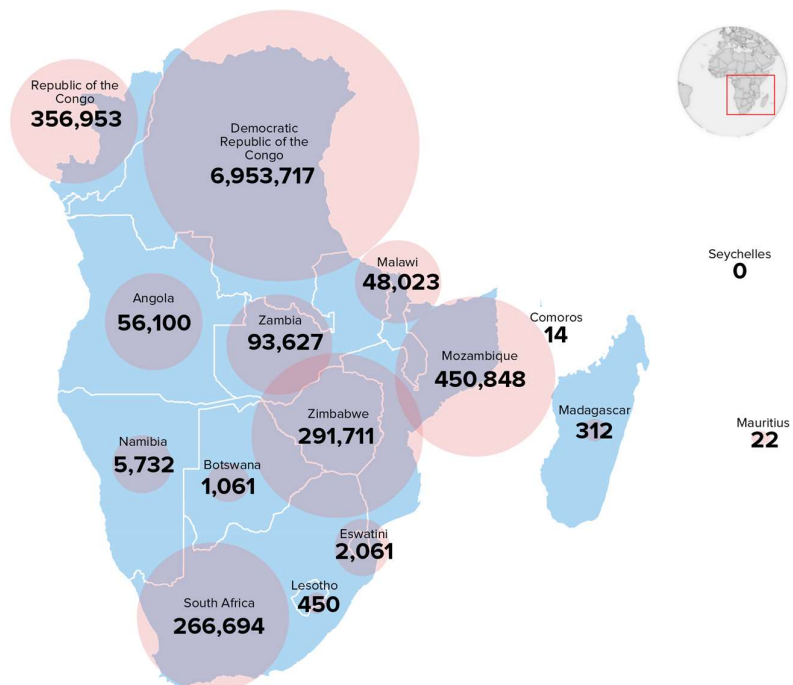 Republic of the
Congo
356,953
Democratic
Republic of the
Congo
6,953,717
Seychelles
0
Malawi
48,023
Angola
56,100
Zambia
93,627
Comoros
14
Mozambique
450,848
Zimbabwe
291,711
Madagascar
312
Mauritius
22
Namibia
5,732
Botswana
1,061
Eswatini
2,061
Lesotho
450
South Africa
266,694